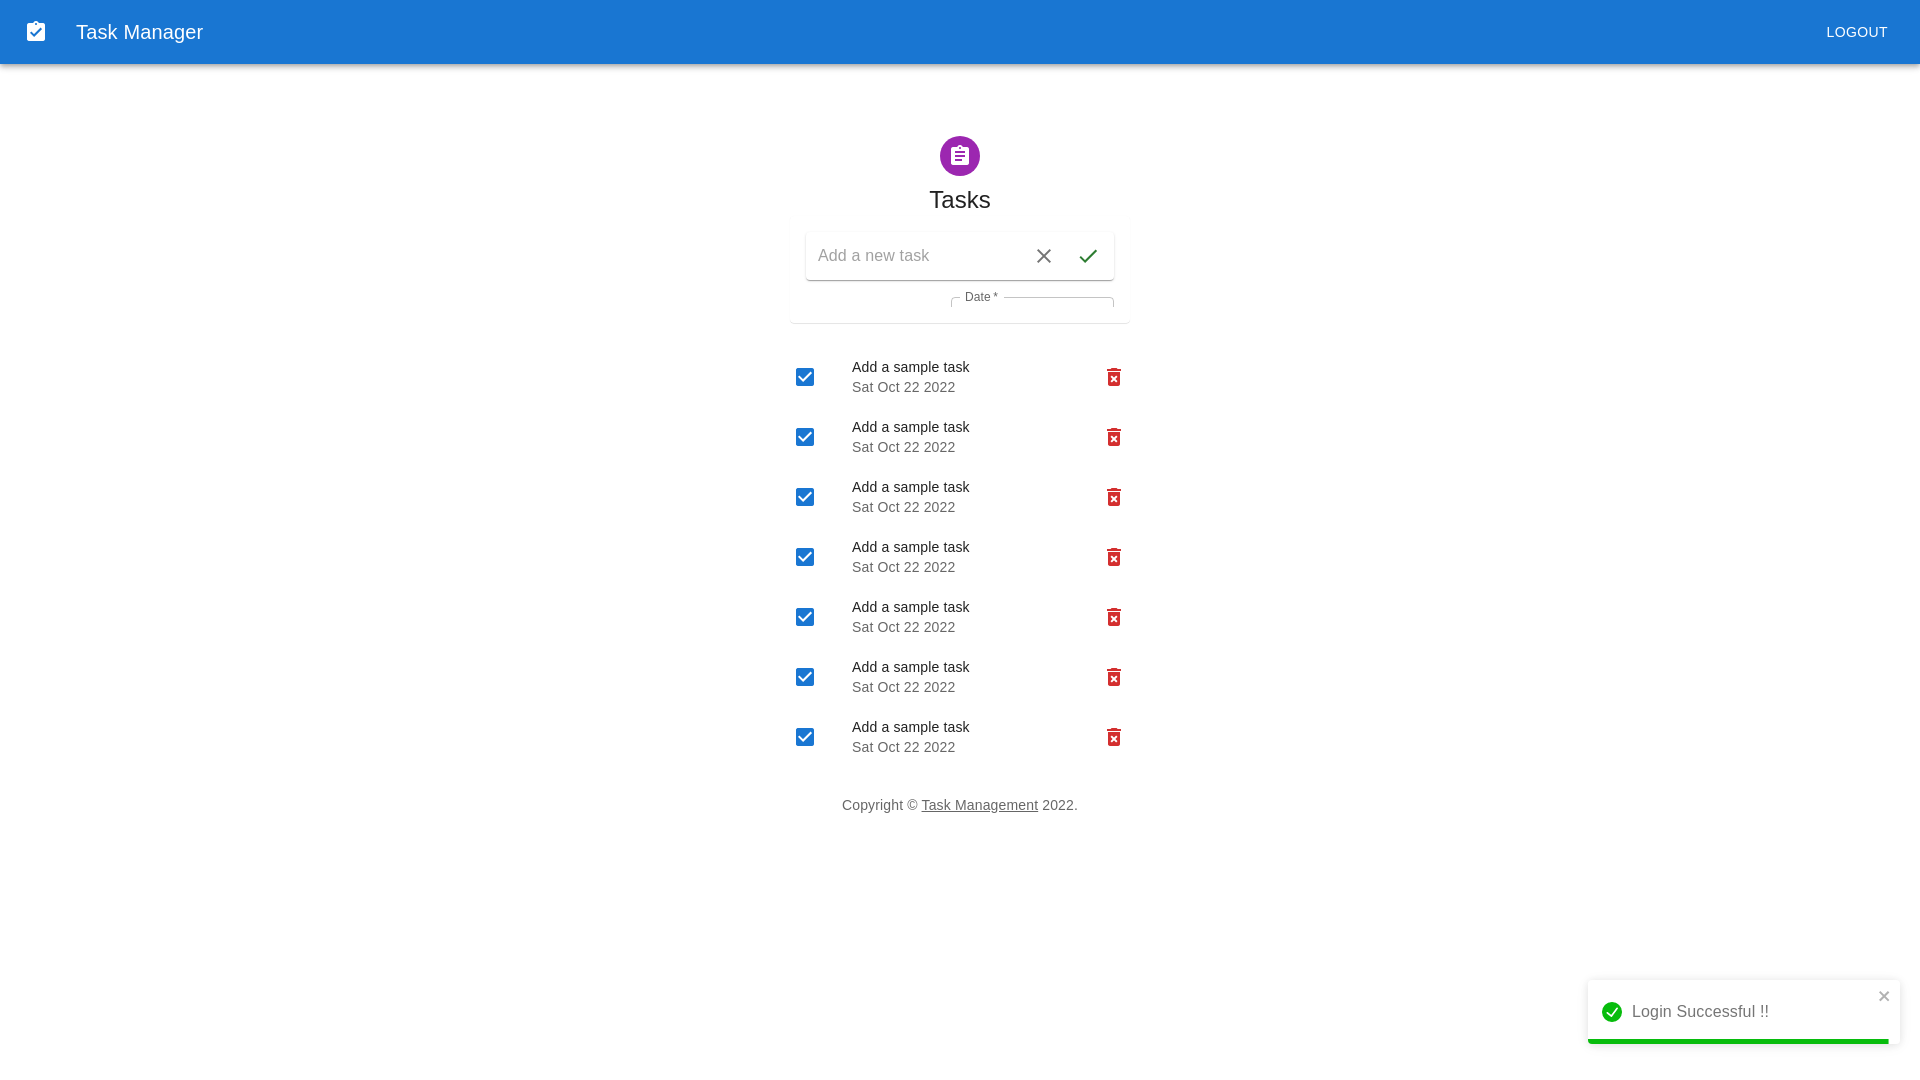 Task Manager
LOGOUT
Tasks
Add a new task
Date *
Add a sample task
Sat Oct 22 2022
Add a sample task
Sat Oct 22 2022
Add a sample task
Sat Oct 22 2022
Add a sample task
Sat Oct 22 2022
Add a sample task
Sat Oct 22 2022
Add a sample task
Sat Oct 22 2022
Add a sample task
Sat Oct 22 2022
Copyright © Task Management 2022.
Login Successful !!